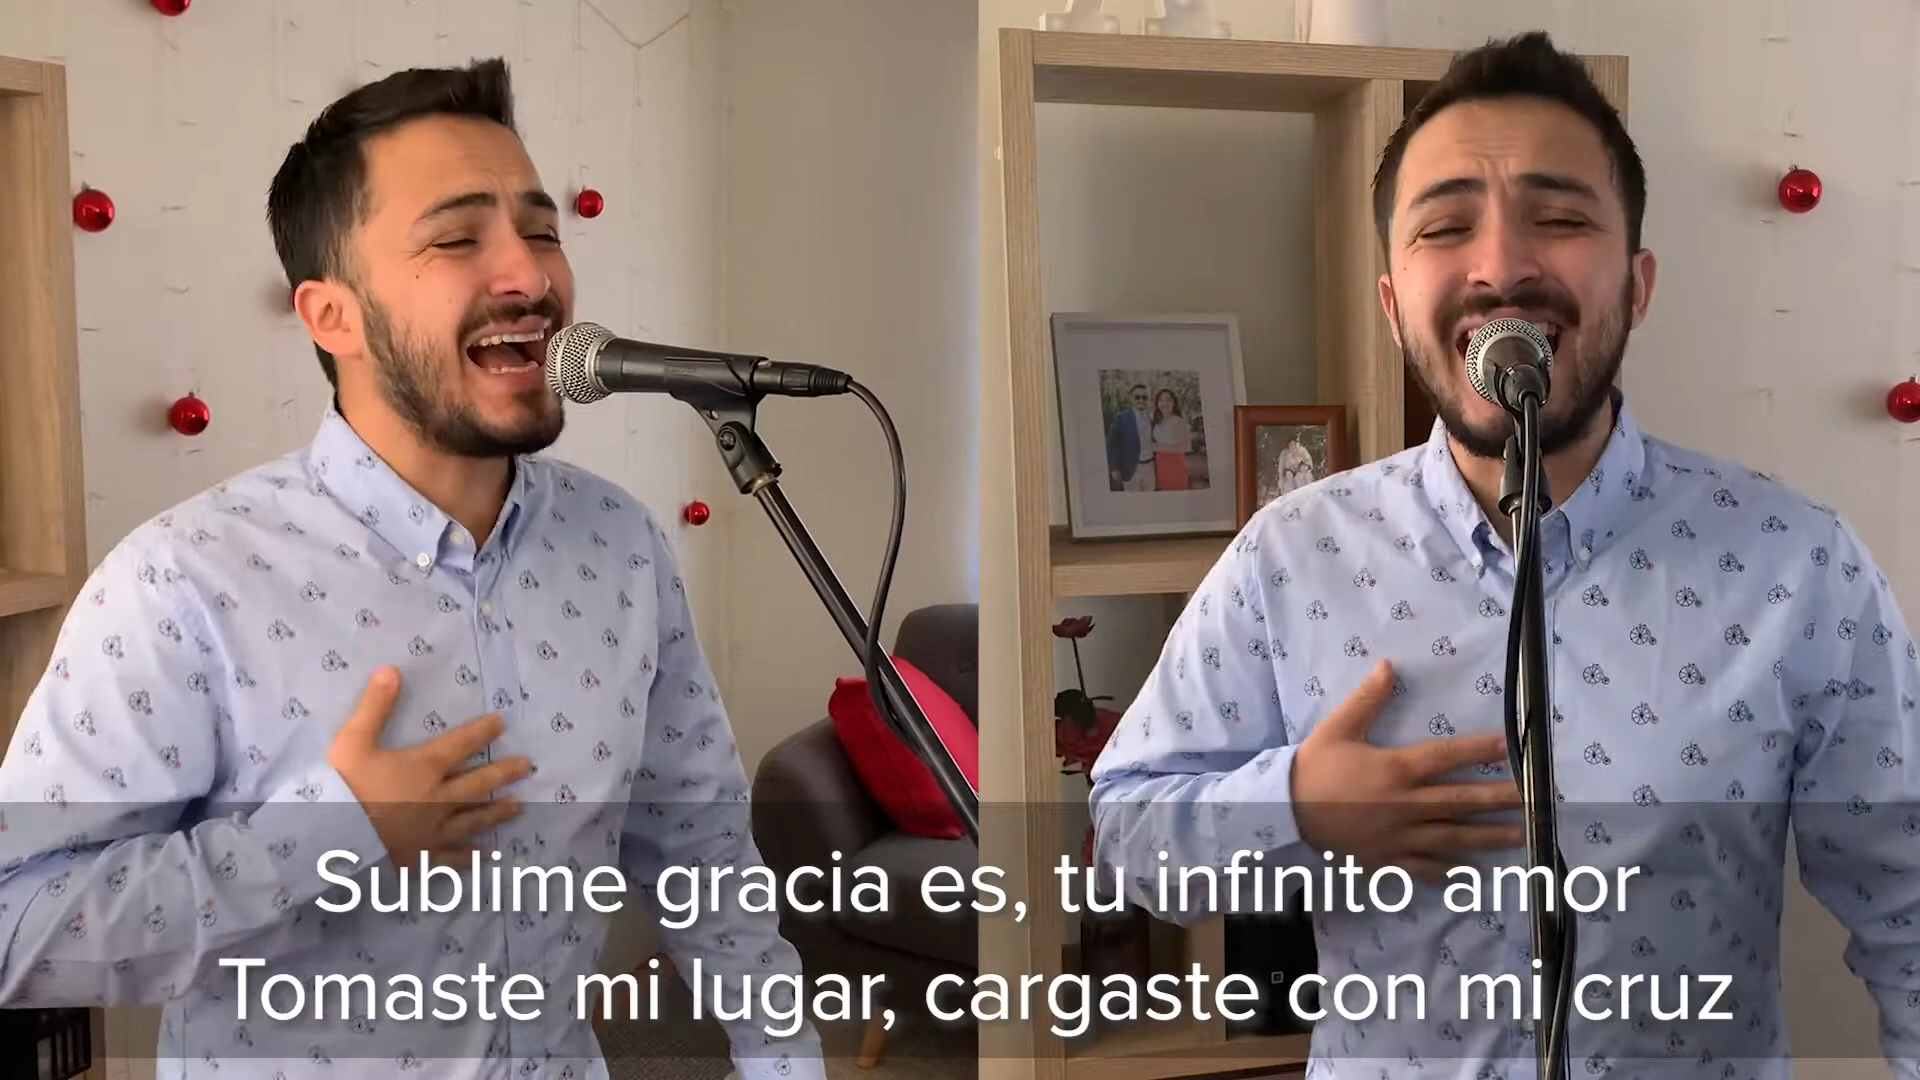 Sublime gracia es, tu infinito amor
Tomaste mi lugar, cargaste con mi cruz